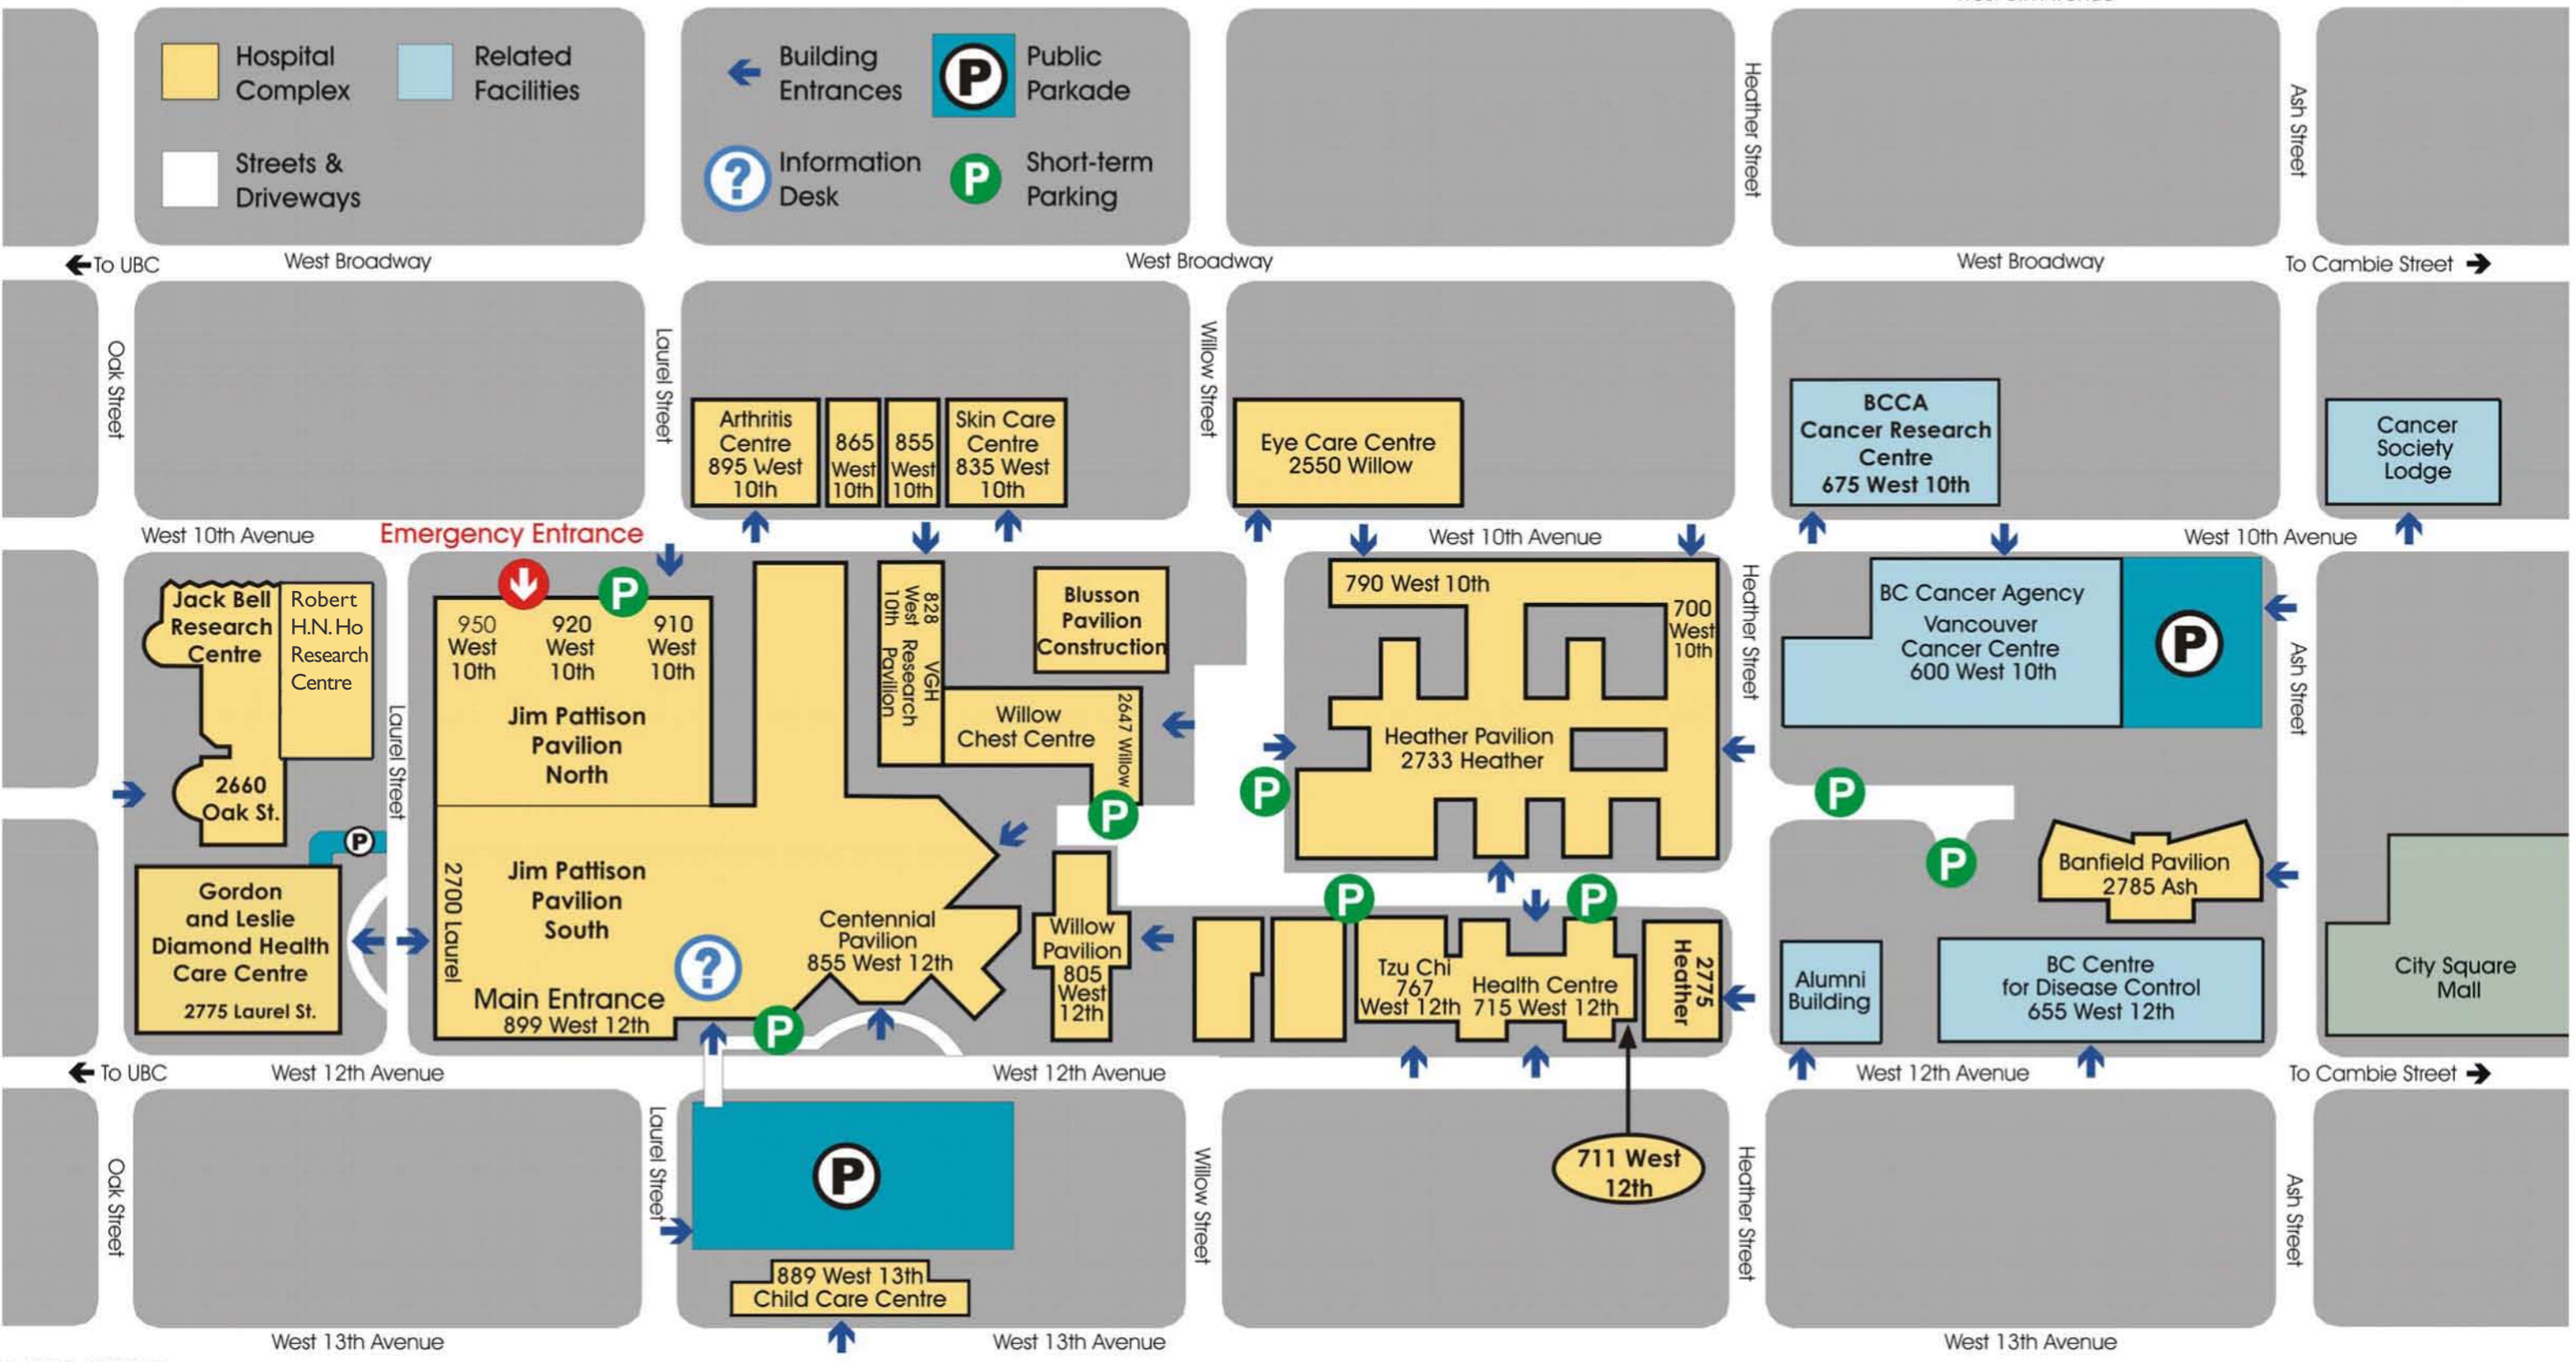 Hospital
Complex
Related
Facilities
Streets &
Driveways
Building
Entrances
P
Public
Parkade
?
Information
Desk
P
Short-term
Parking
Heather Street
Ash Street
To UBC
West Broadway
West Broadway
West Broadway
To Cambie Street
Oak Street
Laurel Street
Willow Street
Arthritis
Centre
895 West
10th
865
West
10th
855
West
10th
Skin Care
Centre
835 West
10th
Eye Care Centre
2550 Willow
BCCA
Cancer Research
Centre
675 West 10th
Cancer
Society
Lodge
West 10th Avenue
Emergency Entrance
West 10th Avenue
West 10th Avenue
Jack Bell
Research
Centre
Robert
H.N. Ho
Research
Centre
2660
Oak St.
P
Laurel Street
Gordon
and Leslie
Diamond Health
Care Centre
2775 Laurel St.
P
950
West
10th
920
West
10th
910
West
10th
Jim Pattison
Pavilion
North
2700 Laurel
Jim Pattison
Pavilion
South
?
Main Entrance
899 West 12th
P
Centennial
Pavilion
855 West 12th
828
West
10th
VGH
Research
Pavilion
Blusson
Pavilion
Construction
Willow
Chest Centre
2647 Willow
P
Willow
Pavilion
805
West
12th
790 West 10th
700
West
10th
Heather Pavilion
2733 Heather
P
P
P
Tzu Chi
767
West 12th
Health Centre
715 West 12th
2775
Heather
Heather Street
BC Cancer Agency
Vancouver
Cancer Centre
600 West 10th
P
Ash Street
P
P
Banfield Pavilion
2785 Ash
Alumni
Building
BC Centre
for Disease Control
655 West 12th
City Square
Mall
To UBC
West 12th Avenue
West 12th Avenue
West 12th Avenue
To Cambie Street
Oak Street
Laurel Street
P
Willow Street
711 West
12th
Heather Street
Ash Street
889 West 13th
Child Care Centre
West 13th Avenue
West 13th Avenue
West 13th Avenue